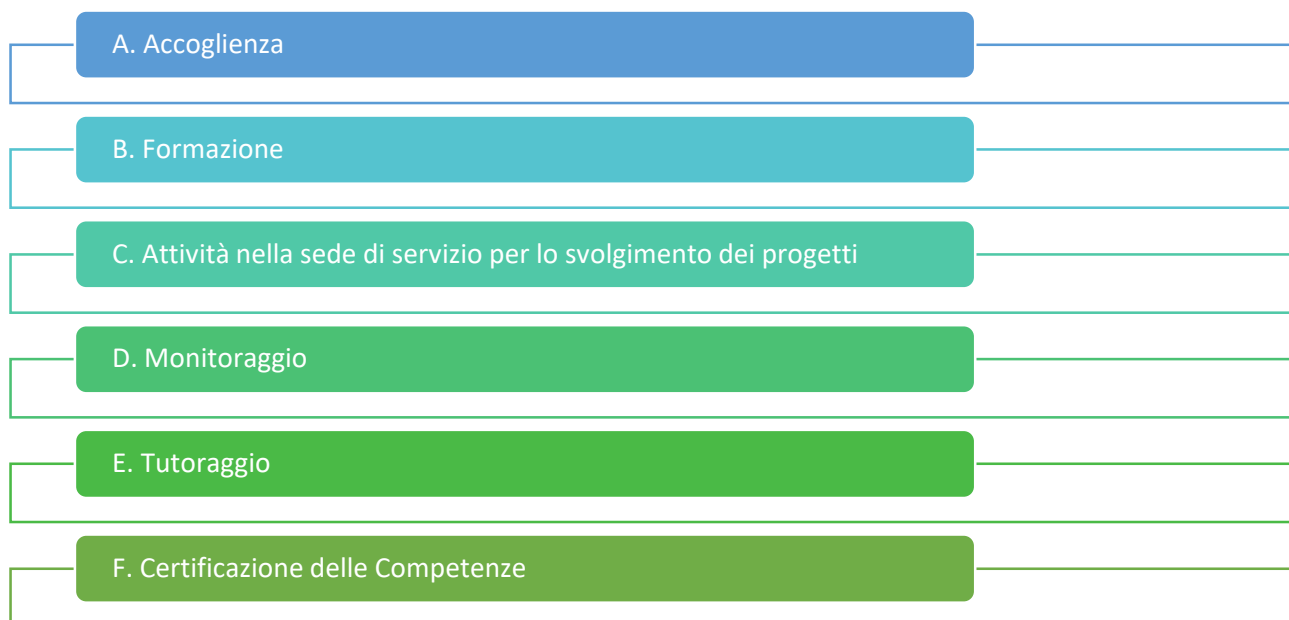 A. Accoglienza
B. Formazione
C. Attività nella sede di servizio per lo svolgimento dei progetti
D. Monitoraggio
E. Tutoraggio
F. Certificazione delle Competenze